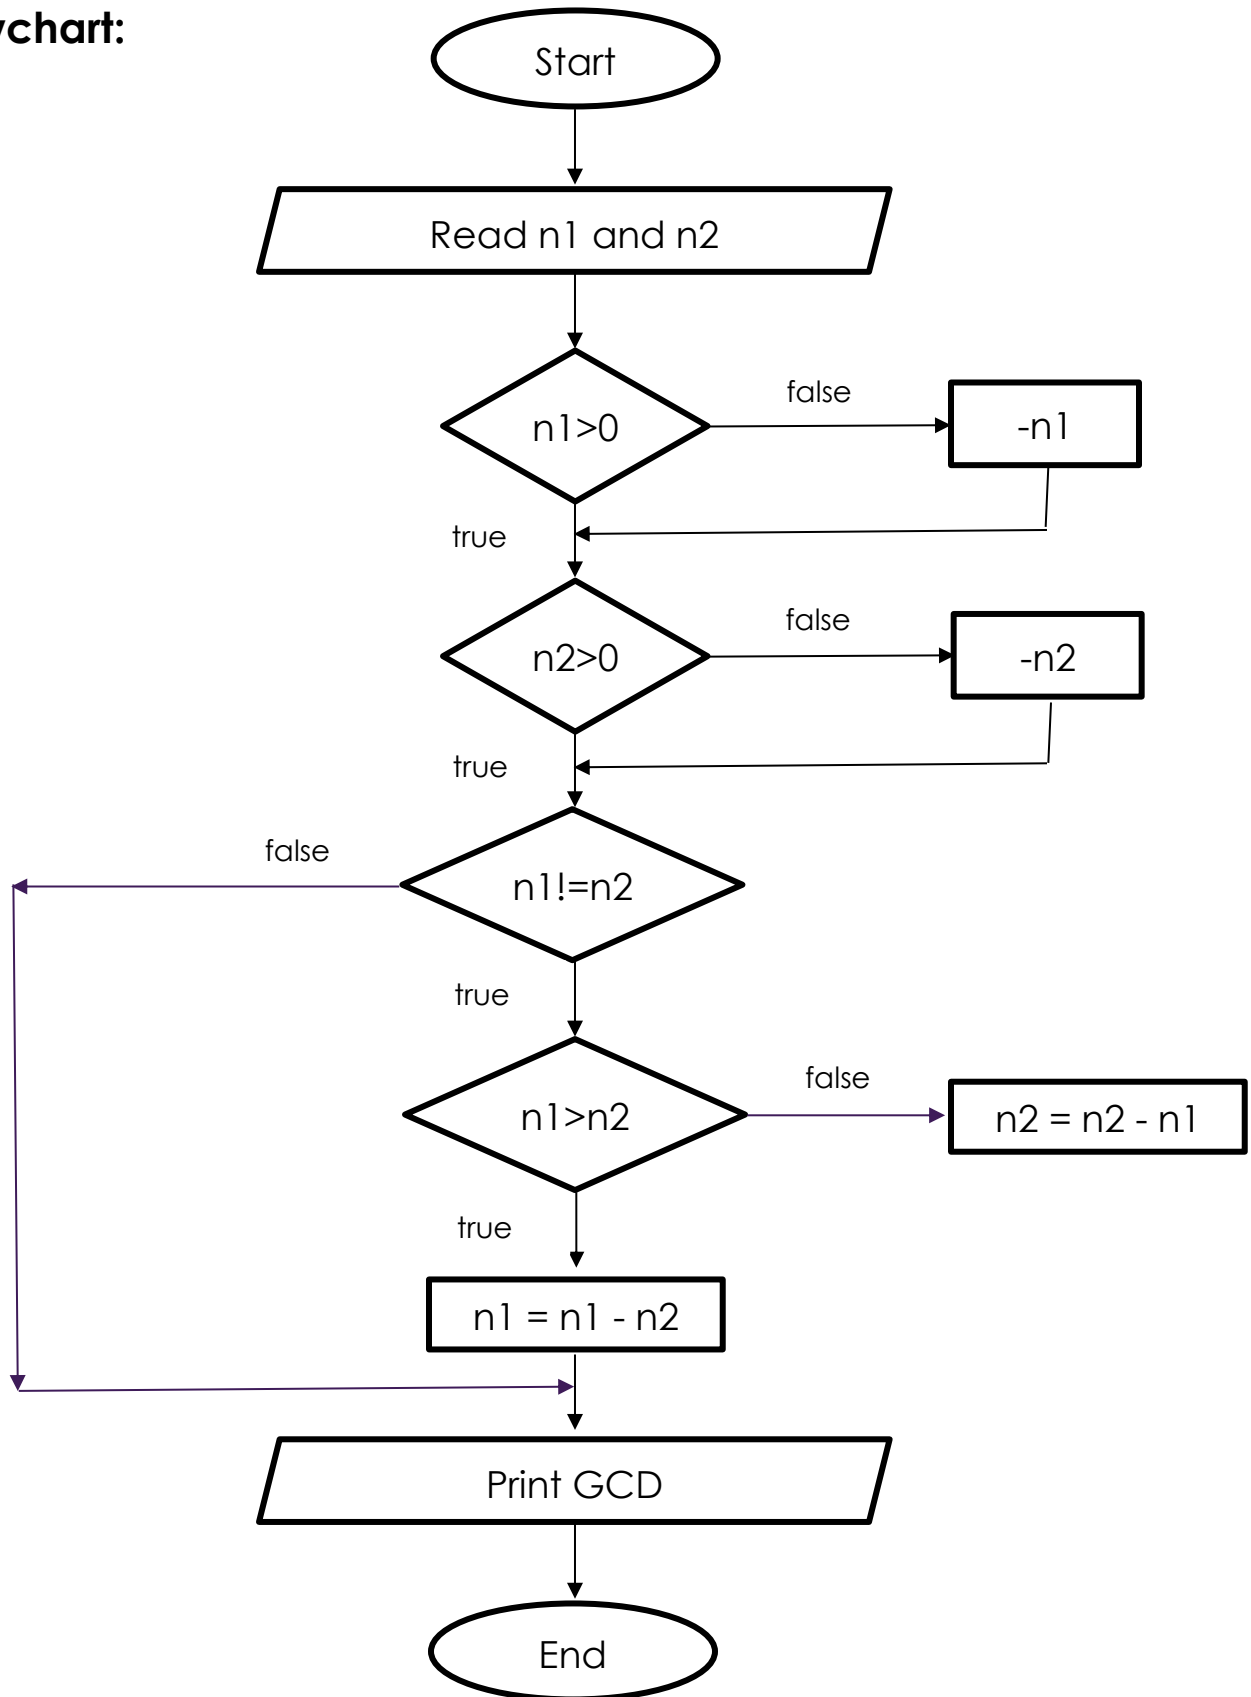 wchart:
Start
Read n1 and n2
n1>0
false
-n1
true
n2>0
false
-n2
true
n1!=n2
false
true
n1>n2
false
n2 = n2 - n1
true
n1 = n1 - n2
Print GCD
End